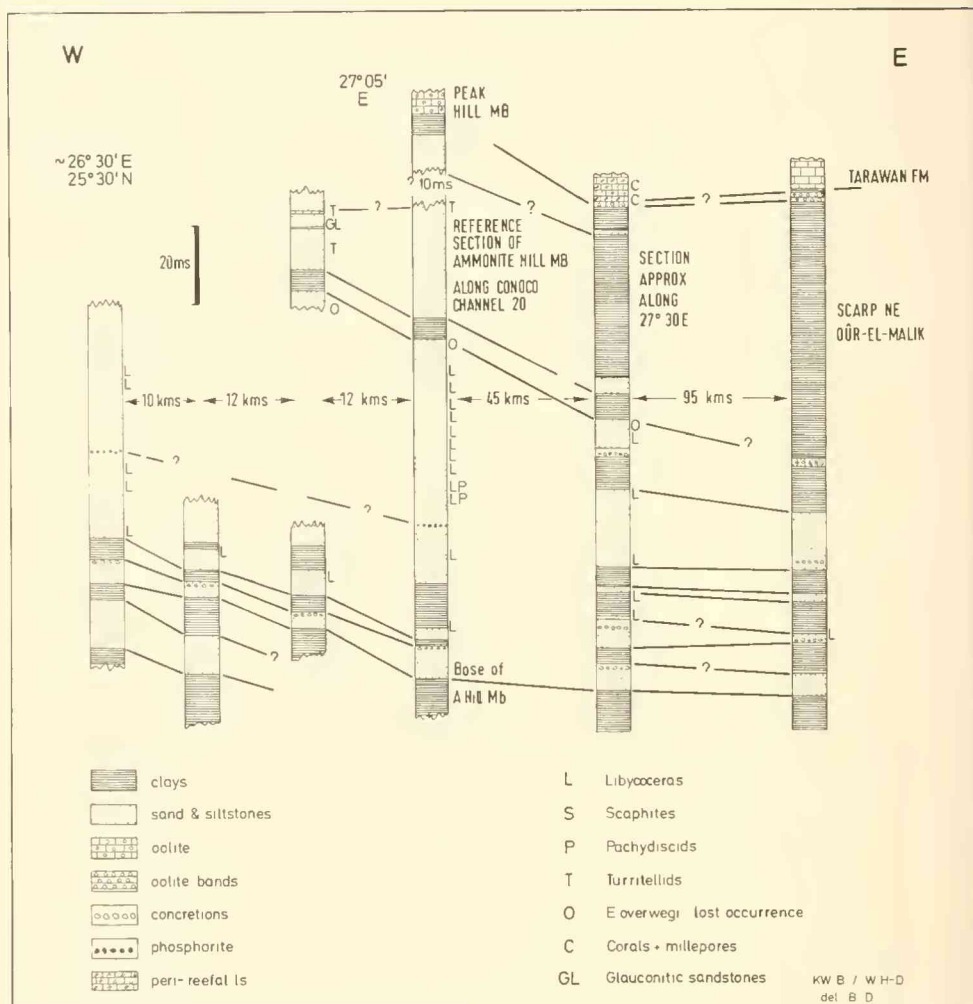 W
E
27° 05'
E
PEAK
HILL MB
~26° 30' E
25° 30' N
? 10ms
TARAWAN FM
T
?
T
GL
T
O
C
C
?
?
20ms
REFERENCE
SECTION OF
AMMONITE HILL MB
ALONG CONOCO
CHANNEL 20
SECTION
APPROX
ALONG
27° 30E
SCARP NE
QÛR-EL-MALIK
O
L
L
L
L
L
L
L
L
L
L
10 kms
12 kms
12 kms
45 kms
95 kms
O
L
?
?
L
L
LP
LP
?
L
L
L
L
L
L
L
L
L
?
L
?
?
Base of
A Hill Mb
clays
sand & siltstones
oolite
oolite bands
concretions
phosphorite
peri-reefal ls
L Libycoceras
S Scaphites
P Pachydiscids
T Turritellids
O E overwegi last occurrence
C Corals + millepores
GL Glauconitic sandstones
KW B / W H-D
del B D